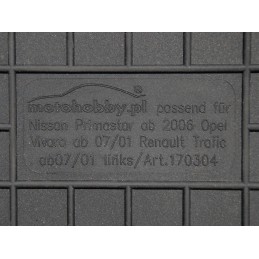 motohobby.pl ® passend für
Nissan Primastar ab 2006 Opel
Vivaro ab 07/01 Renault Trafic
ab07/01 links/Art.170304